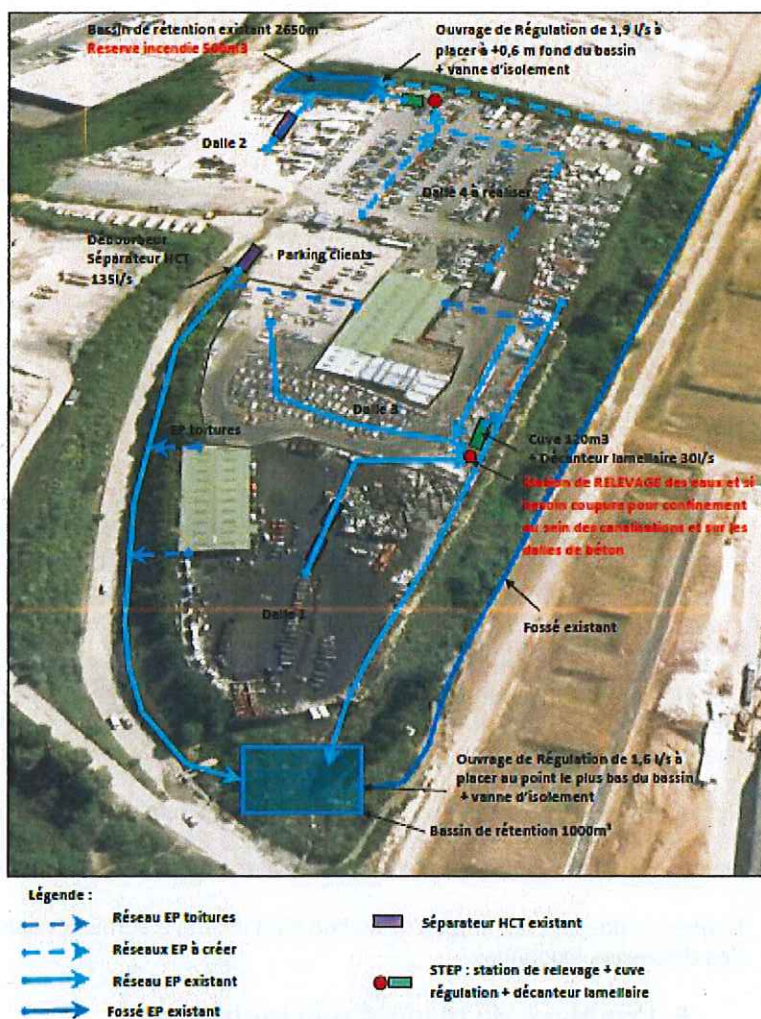 Bassin de rétention existant 2650m
Reserve incendie 500m3
Ouvrage de Régulation de 1,9 l/s à
placer à +0,6 m fond du bassin
+ vanne d'isolement
Dalle 2
Dalle 4 à réaliser
Débourbeur
Séparateur HCT
135l/s
Parking clients
Dalle 3
EP toitures
Cuve 120m3
+ Décanteur lamellaire 30l/s
Station de RELEVAGE des eaux et si
besoin coupure pour confinement
au sein des canalisations et sur les
dalles de béton
Dalle 1
Fossé existant
Ouvrage de Régulation de 1,6 l/s à
placer au point le plus bas du bassin
+ vanne d'isolement
Bassin de rétention 1000m³
Légende :
Réseau EP toitures
Réseaux EP à créer
Réseau EP existant
Fossé EP existant
Séparateur HCT existant
STEP : station de relevage + cuve
régulation + décanteur lamellaire